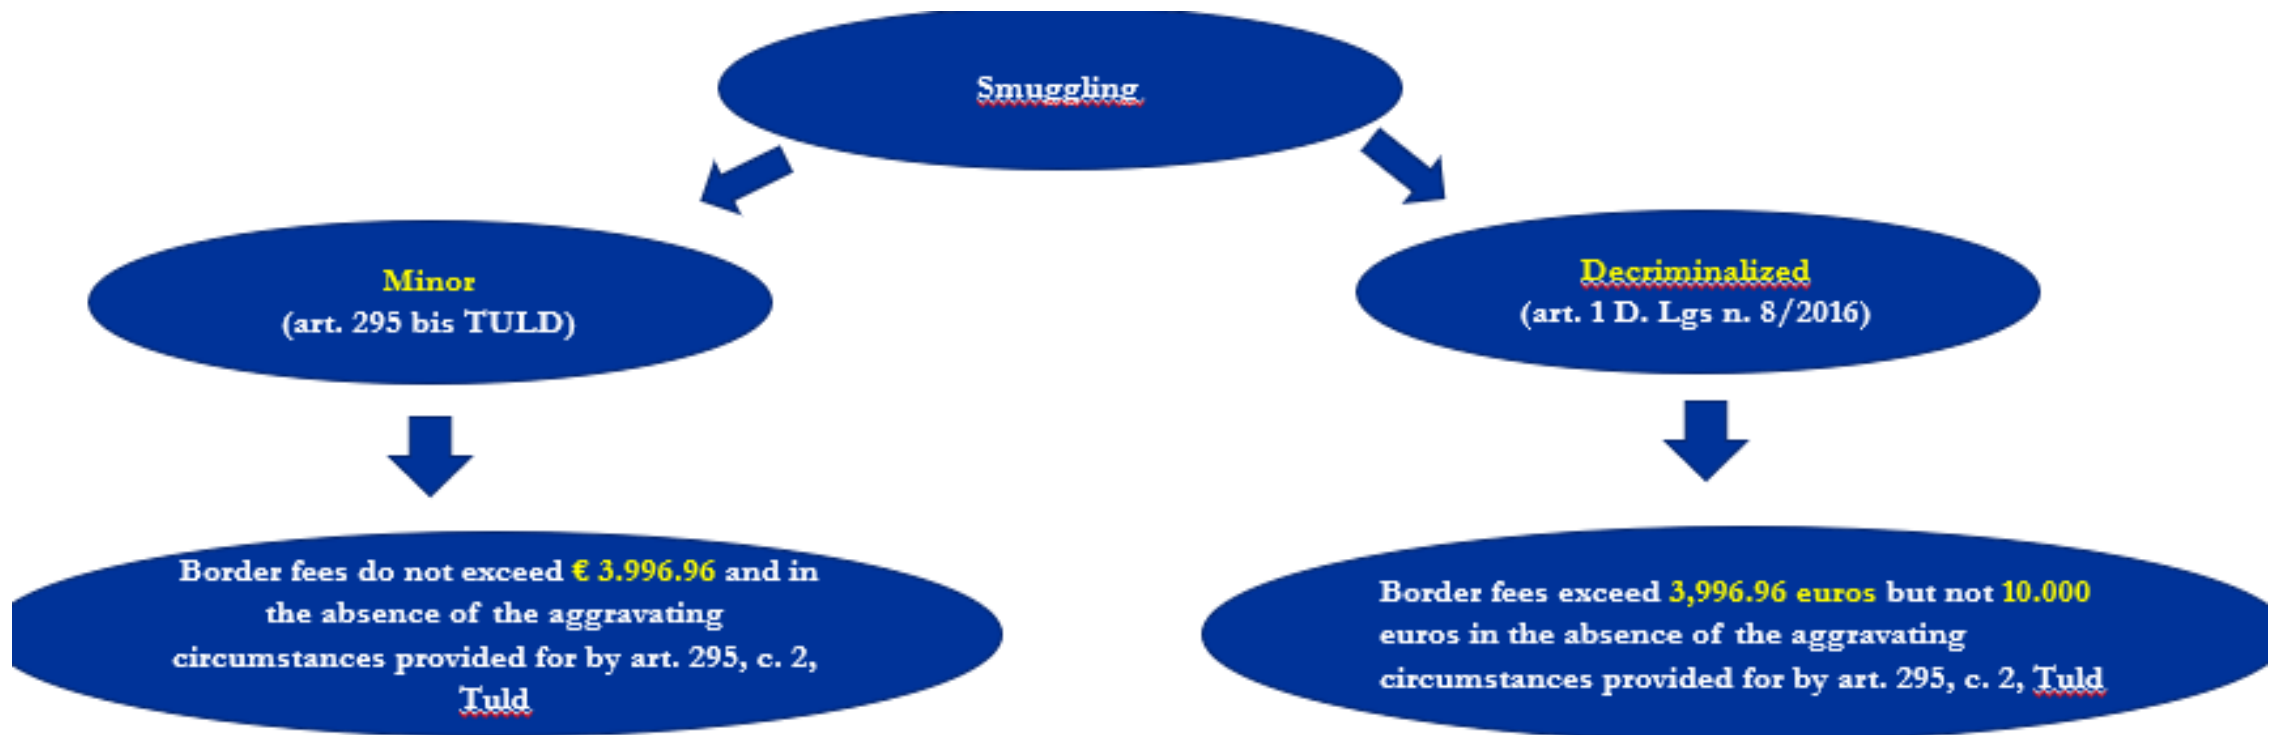 Smuggling
Minor
(art. 295 bis TULD)
Decriminalized
(art. 1 D. Lgs n. 8/2016)
Border fees do not exceed € 3.996.96 and in
the absence of the aggravating
circumstances provided for by art. 295, c. 2,
Tuld
Border fees exceed 3,996.96 euros but not 10.000
euros in the absence of the aggravating
circumstances provided for by art. 295, c. 2, Tuld